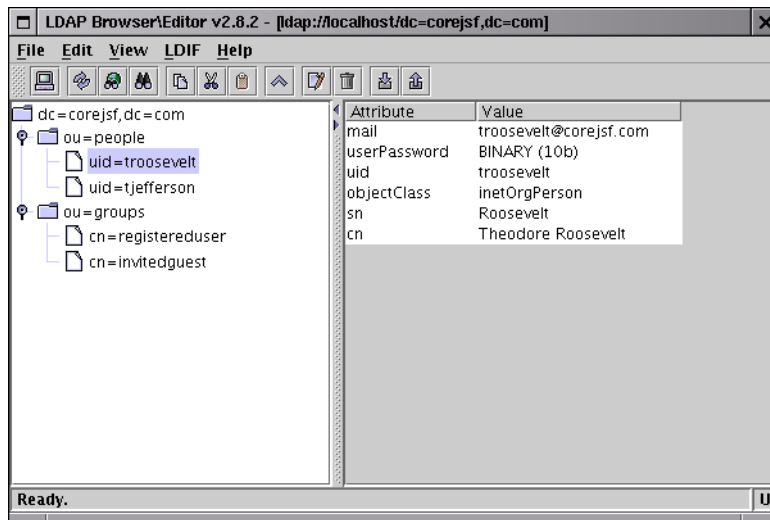 LDAP Browser\Editor v2.8.2 - [ldap://localhost/dc=corejsf,dc=com]
File Edit View LDIF Help
dc=corejsf,dc=com
ou=people
uid=troosevelt
uid=tjefferson
ou=groups
cn=registereduser
cn=invitedguest
Attribute Value
mail troosevelt@corejsf.com
userPassword BINARY (10b)
uid troosevelt
objectClass inetOrgPerson
sn Roosevelt
cn Theodore Roosevelt
Ready.